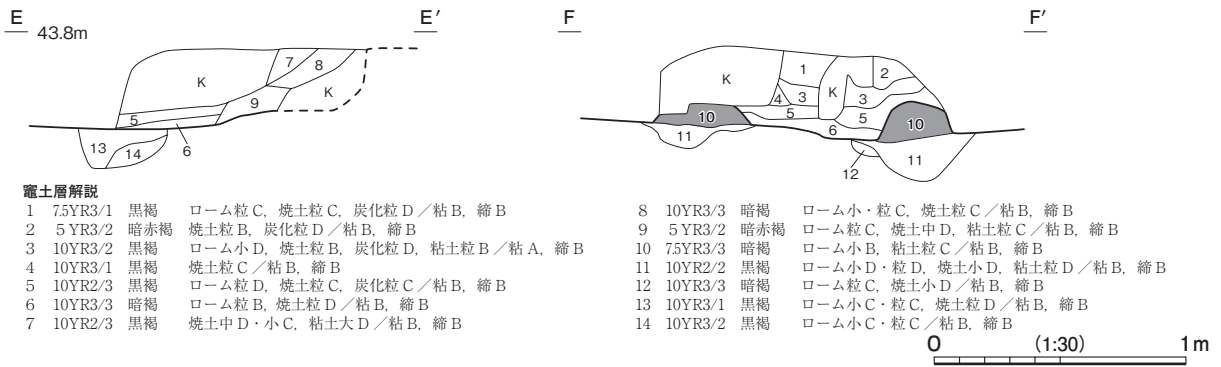 E
43.8m
E′
F
F′
7
8
K
K
9
5
6
13
14
1
2
K
K
4
3
3
5
5
6
10
10
11
11
12
竈土層解説
1 7.5YR3/1 黒褐 ローム粒 C，焼土粒 C，炭化粒 D ／粘 B，締 B
2 5 YR3/2 暗赤褐 焼土粒 B，炭化粒 D ／粘 B，締 B
3 10YR3/2 黒褐 ローム小 D，焼土粒 B，炭化粒 D，粘土粒 B ／粘 A，締 B
4 10YR3/1 黒褐 焼土粒 C ／粘 B，締 B
5 10YR2/3 黒褐 ローム粒 D，焼土粒 C，炭化粒 C ／粘 B，締 B
6 10YR3/3 暗褐 ローム粒 B，焼土粒 D ／粘 B，締 B
7 10YR2/3 黒褐 焼土中 D・小 C，粘土大 D ／粘 B，締 B
8 10YR3/3 暗褐 ローム小・粒 C，焼土粒 C ／粘 B，締 B
9 5 YR3/2 暗赤褐 ローム粒 C，焼土中 D，粘土粒 C ／粘 B，締 B
10 7.5YR3/3 暗褐 ローム小 B，粘土粒 C ／粘 B，締 B
11 10YR2/2 黒褐 ローム小 D・粒 D，焼土小 D，粘土粒 D ／粘 B，締 B
12 10YR3/3 暗褐 ローム粒 C，焼土小 D ／粘 B，締 B
13 10YR3/1 黒褐 ローム小 C・粒 C，焼土粒 D ／粘 B，締 B
14 10YR3/2 黒褐 ローム小 C・粒 C ／粘 B，締 B
0 (1:30) 1m